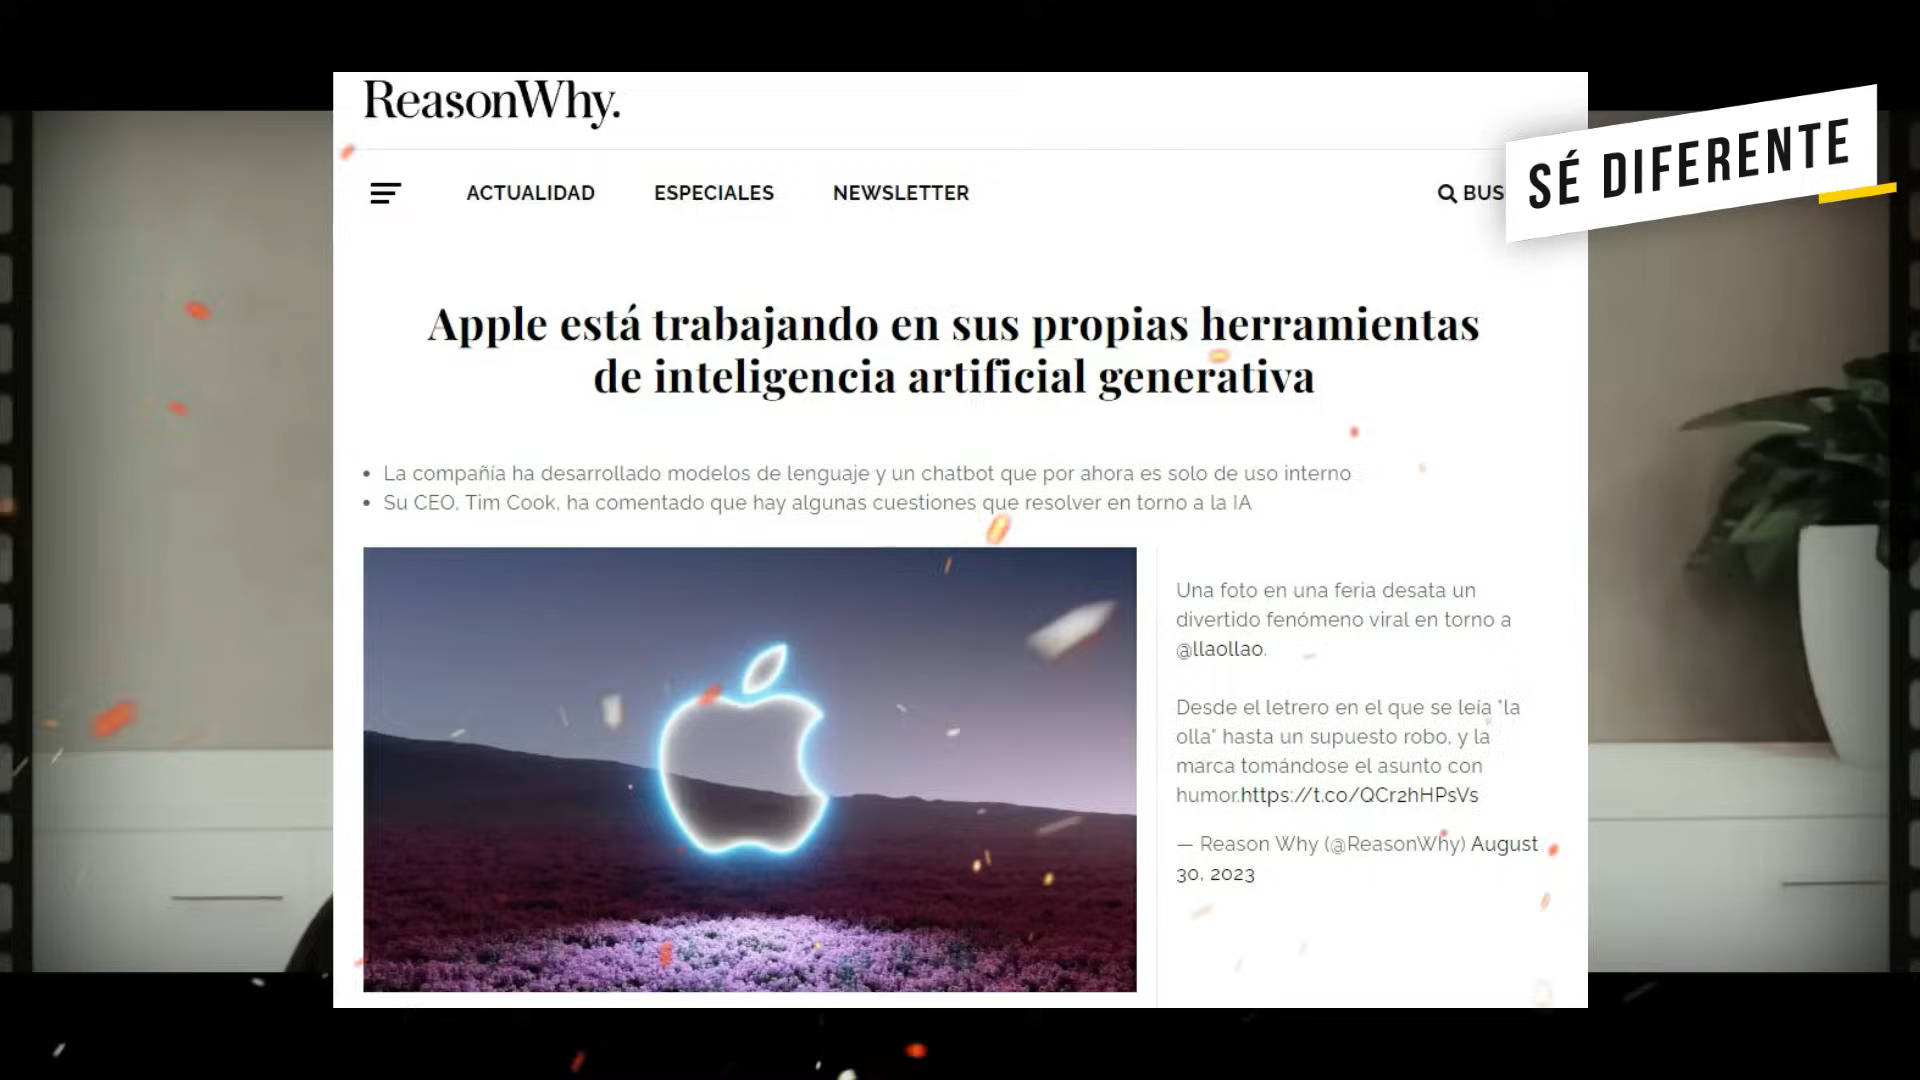 ReasonWhy.
SÉ DIFERENTE
ACTUALIDAD
ESPECIALES
NEWSLETTER
BUS
Apple está trabajando en sus propias herramientas
de inteligencia artificial generativa
• La compañía ha desarrollado modelos de lenguaje y un chatbot que por ahora es solo de uso interno
• Su CEO, Tim Cook, ha comentado que hay algunas cuestiones que resolver en torno a la IA
Una foto en una feria desata un
divertido fenómeno viral en torno a
@llaollao.
Desde el letrero en el que se leía "la
olla" hasta un supuesto robo, y la
marca tomándose el asunto con
humor.https://t.co/QCr2hHPsVs
— Reason Why (@ReasonWhy) August
30, 2023